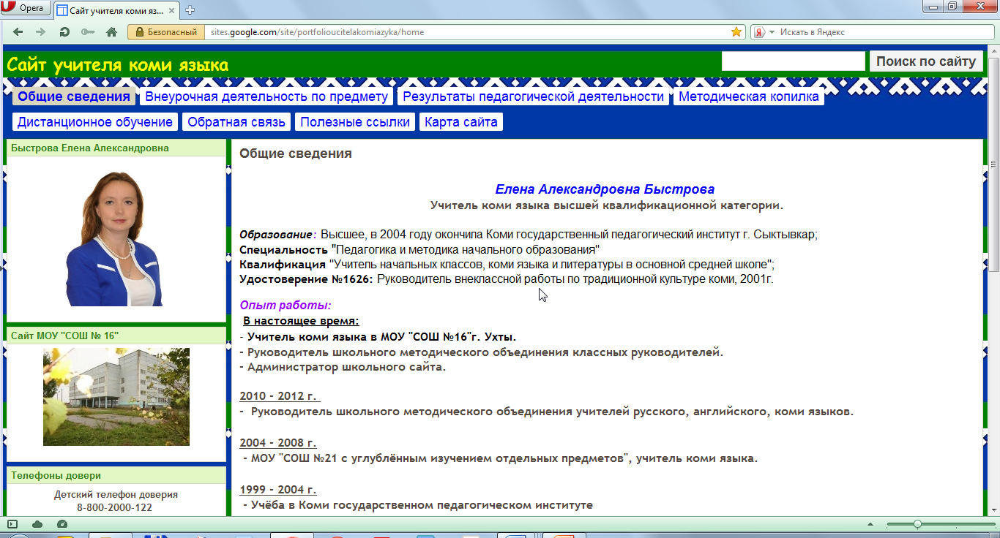 Opera
Сайт учителя коми яз...
Безопасный
sites.google.com/site/portfolioucitelakomiazyka/home
Искать в Яндекс
Сайт учителя коми языка
Поиск по сайту
Общие сведения
Внеурочная деятельность по предмету
Результаты педагогической деятельности
Методическая копилка
Дистанционное обучение
Обратная связь
Полезные ссылки
Карта сайта
Быстрова Елена Александровна
Сайт МОУ "СОШ № 16"
Телефоны довери
Детский телефон доверия
8-800-2000-122
Общие сведения
Елена Александровна Быстрова
Учитель коми языка высшей квалификационной категории.
Образование: Высшее, в 2004 году окончила Коми государственный педагогический институт г. Сыктывкар;
Специальность "Педагогика и методика начального образования"
Квалификация "Учитель начальных классов, коми языка и литературы в основной средней школе";
Удостоверение №1626: Руководитель внеклассной работы по традиционной культуре коми, 2001г.
Опыт работы:
В настоящее время:
- Учитель коми языка в МОУ "СОШ №16"г. Ухты.
- Руководитель школьного методического объединения классных руководителей.
- Администратор школьного сайта.
2010 - 2012 г.
- Руководитель школьного методического объединения учителей русского, английского, коми языков.
2004 - 2008 г.
- МОУ "СОШ №21 с углублённым изучением отдельных предметов", учитель коми языка.
1999 - 2004 г.
- Учёба в Коми государственном педагогическом институте